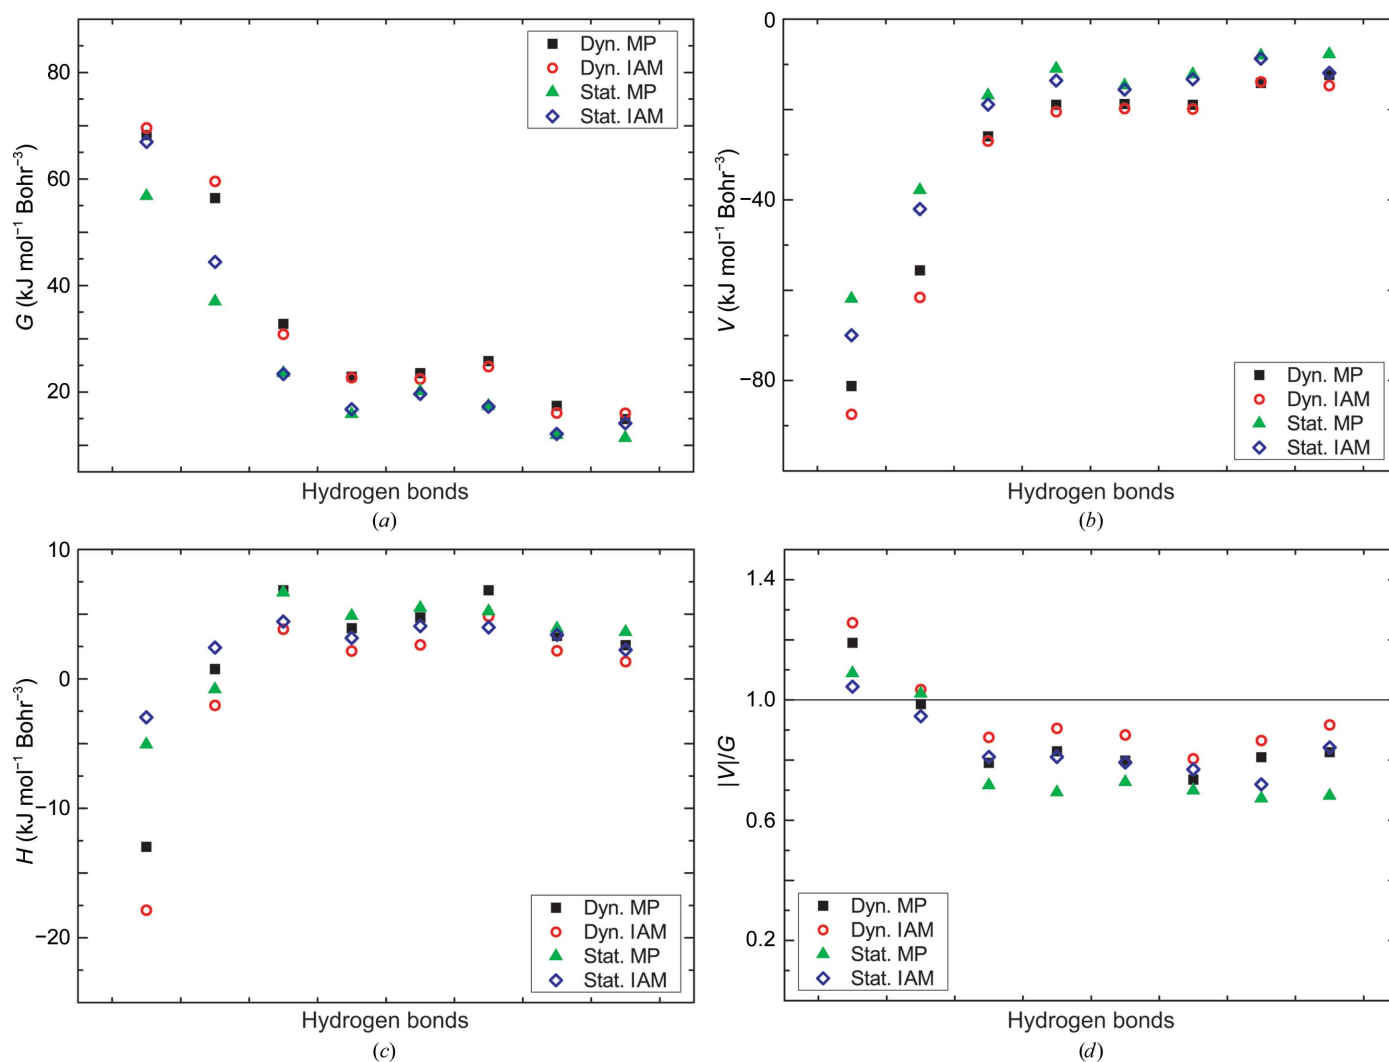 80
60
40
20
G (kJ mol⁻¹ Bohr⁻³)
Dyn. MP
Dyn. IAM
Stat. MP
Stat. IAM
Hydrogen bonds
(a)
0
−40
−80
V (kJ mol⁻¹ Bohr⁻³)
Dyn. MP
Dyn. IAM
Stat. MP
Stat. IAM
Hydrogen bonds
(b)
10
0
−10
−20
H (kJ mol⁻¹ Bohr⁻³)
Dyn. MP
Dyn. IAM
Stat. MP
Stat. IAM
Hydrogen bonds
(c)
1.4
1.0
0.6
0.2
|V|/G
Dyn. MP
Dyn. IAM
Stat. MP
Stat. IAM
Hydrogen bonds
(d)